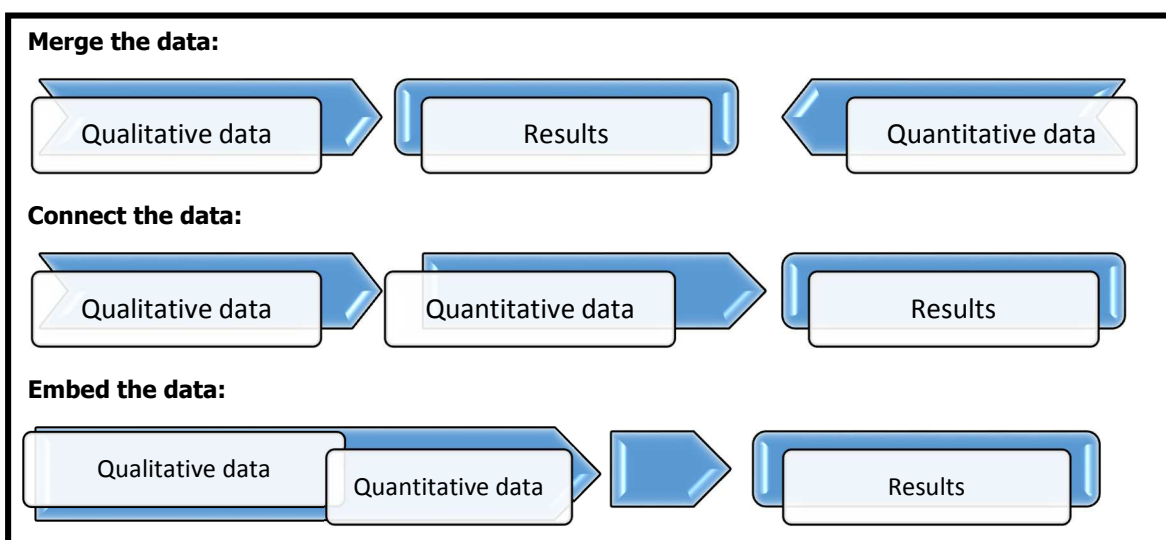 Merge the data:
Qualitative data
Results
Quantitative data
Connect the data:
Qualitative data
Quantitative data
Results
Embed the data:
Qualitative data
Quantitative data
Results